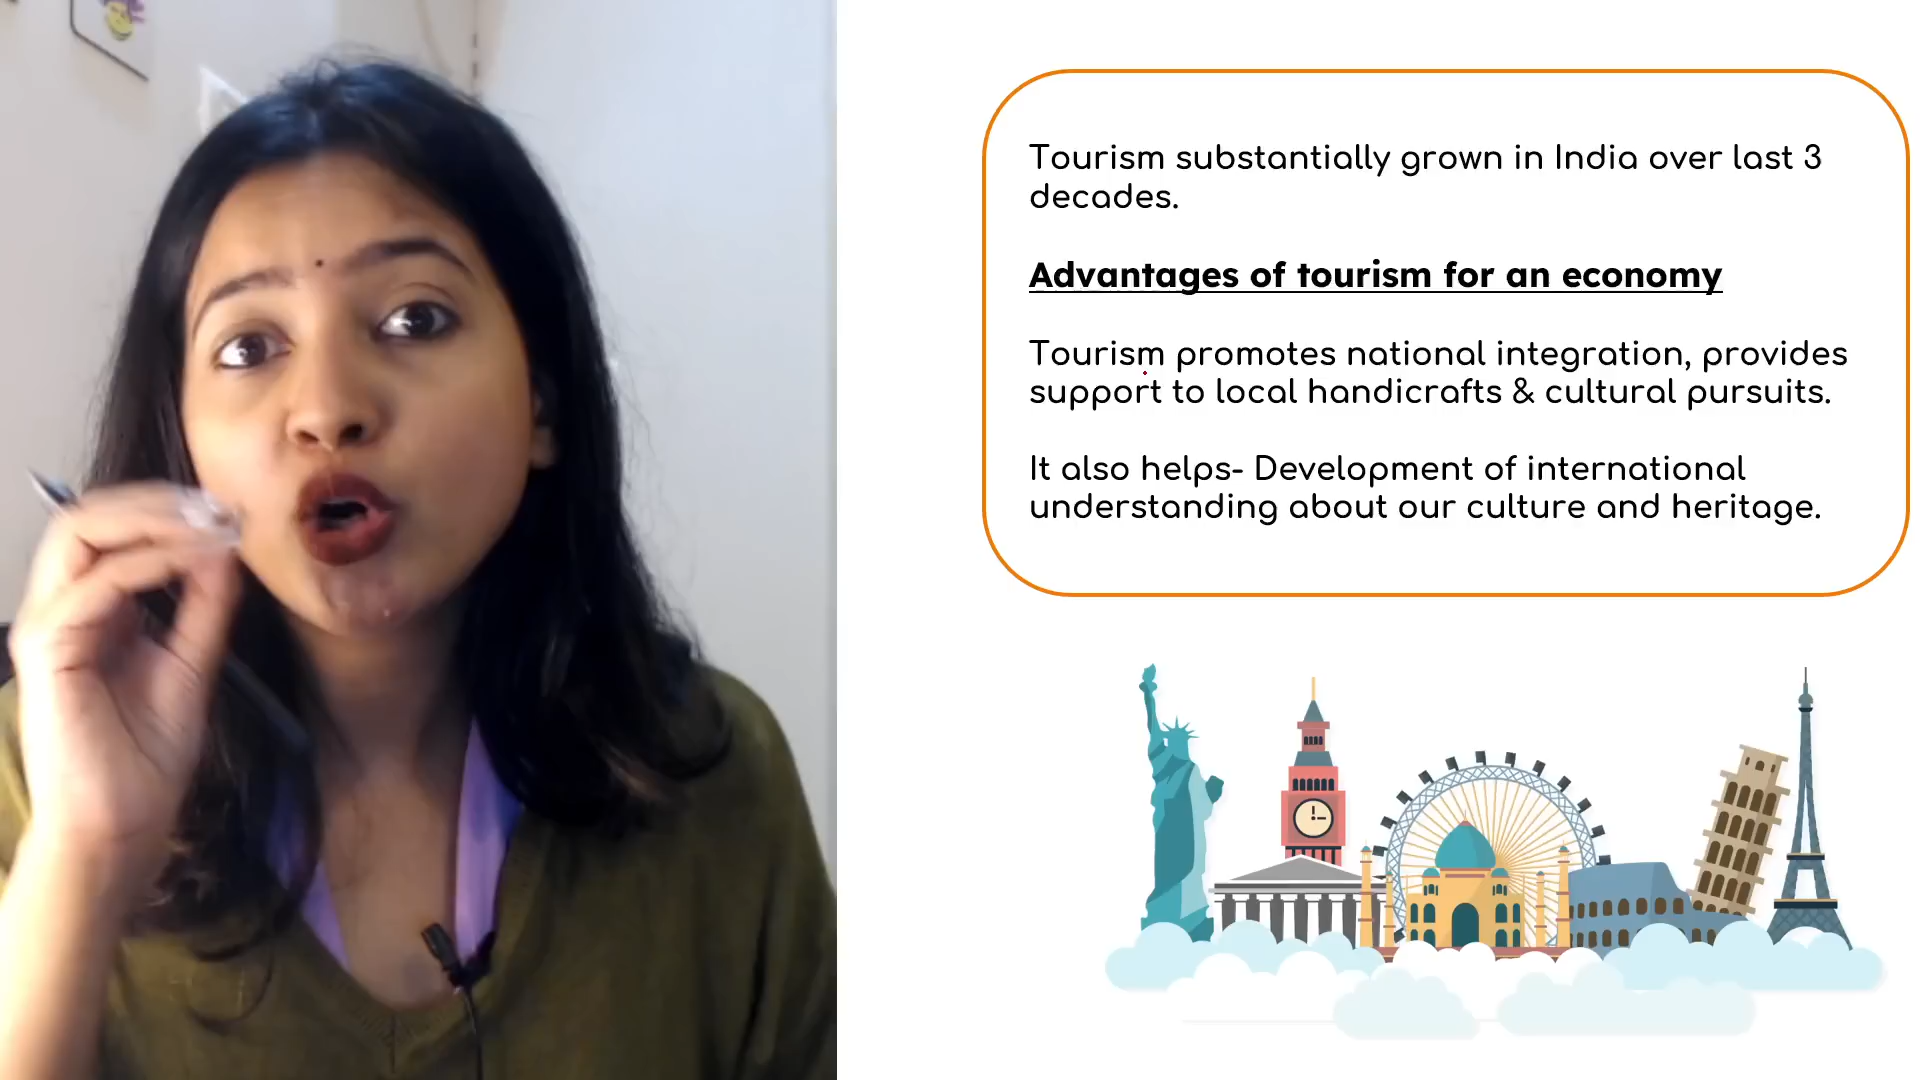 Tourism substantially grown in India over last 3
decades.
Advantages of tourism for an economy
Tourism promotes national integration, provides
support to local handicrafts & cultural pursuits.
It also helps- Development of international
understanding about our culture and heritage.